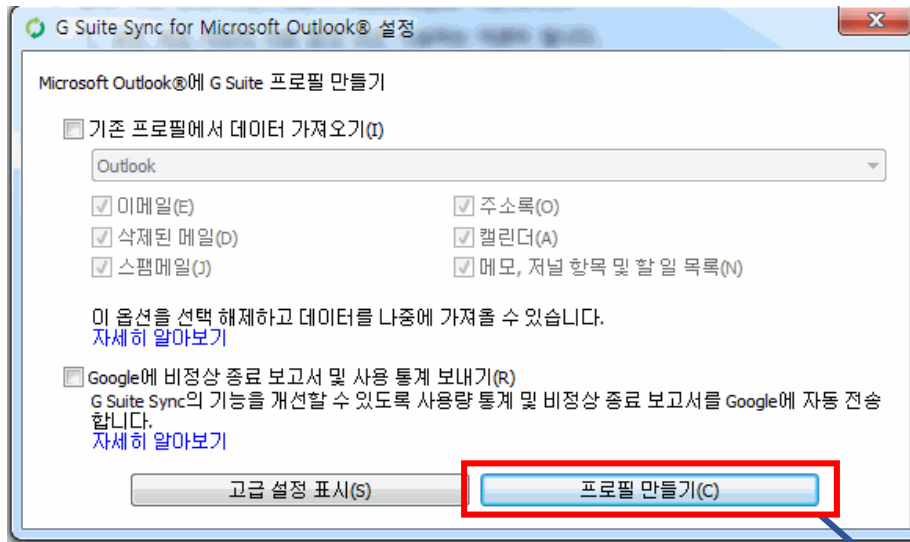 G Suite Sync for Microsoft Outlook® 설정
Microsoft Outlook®에 G Suite 프로필 만들기
기존 프로필에서 데이터 가져오기(I)
Outlook
이메일(E)
주소록(O)
삭제된 메일(D)
캘린더(A)
스팸메일(J)
메모, 저널 항목 및 할 일 목록(N)
이 옵션을 선택 해제하고 데이터를 나중에 가져올 수 있습니다.
자세히 알아보기
Google에 비정상 종료 보고서 및 사용 통계 보내기(R)
G Suite Sync의 기능을 개선할 수 있도록 사용량 통계 및 비정상 종료 보고서를 Google에 자동 전송
합니다.
자세히 알아보기
고급 설정 표시(S)
프로필 만들기(C)